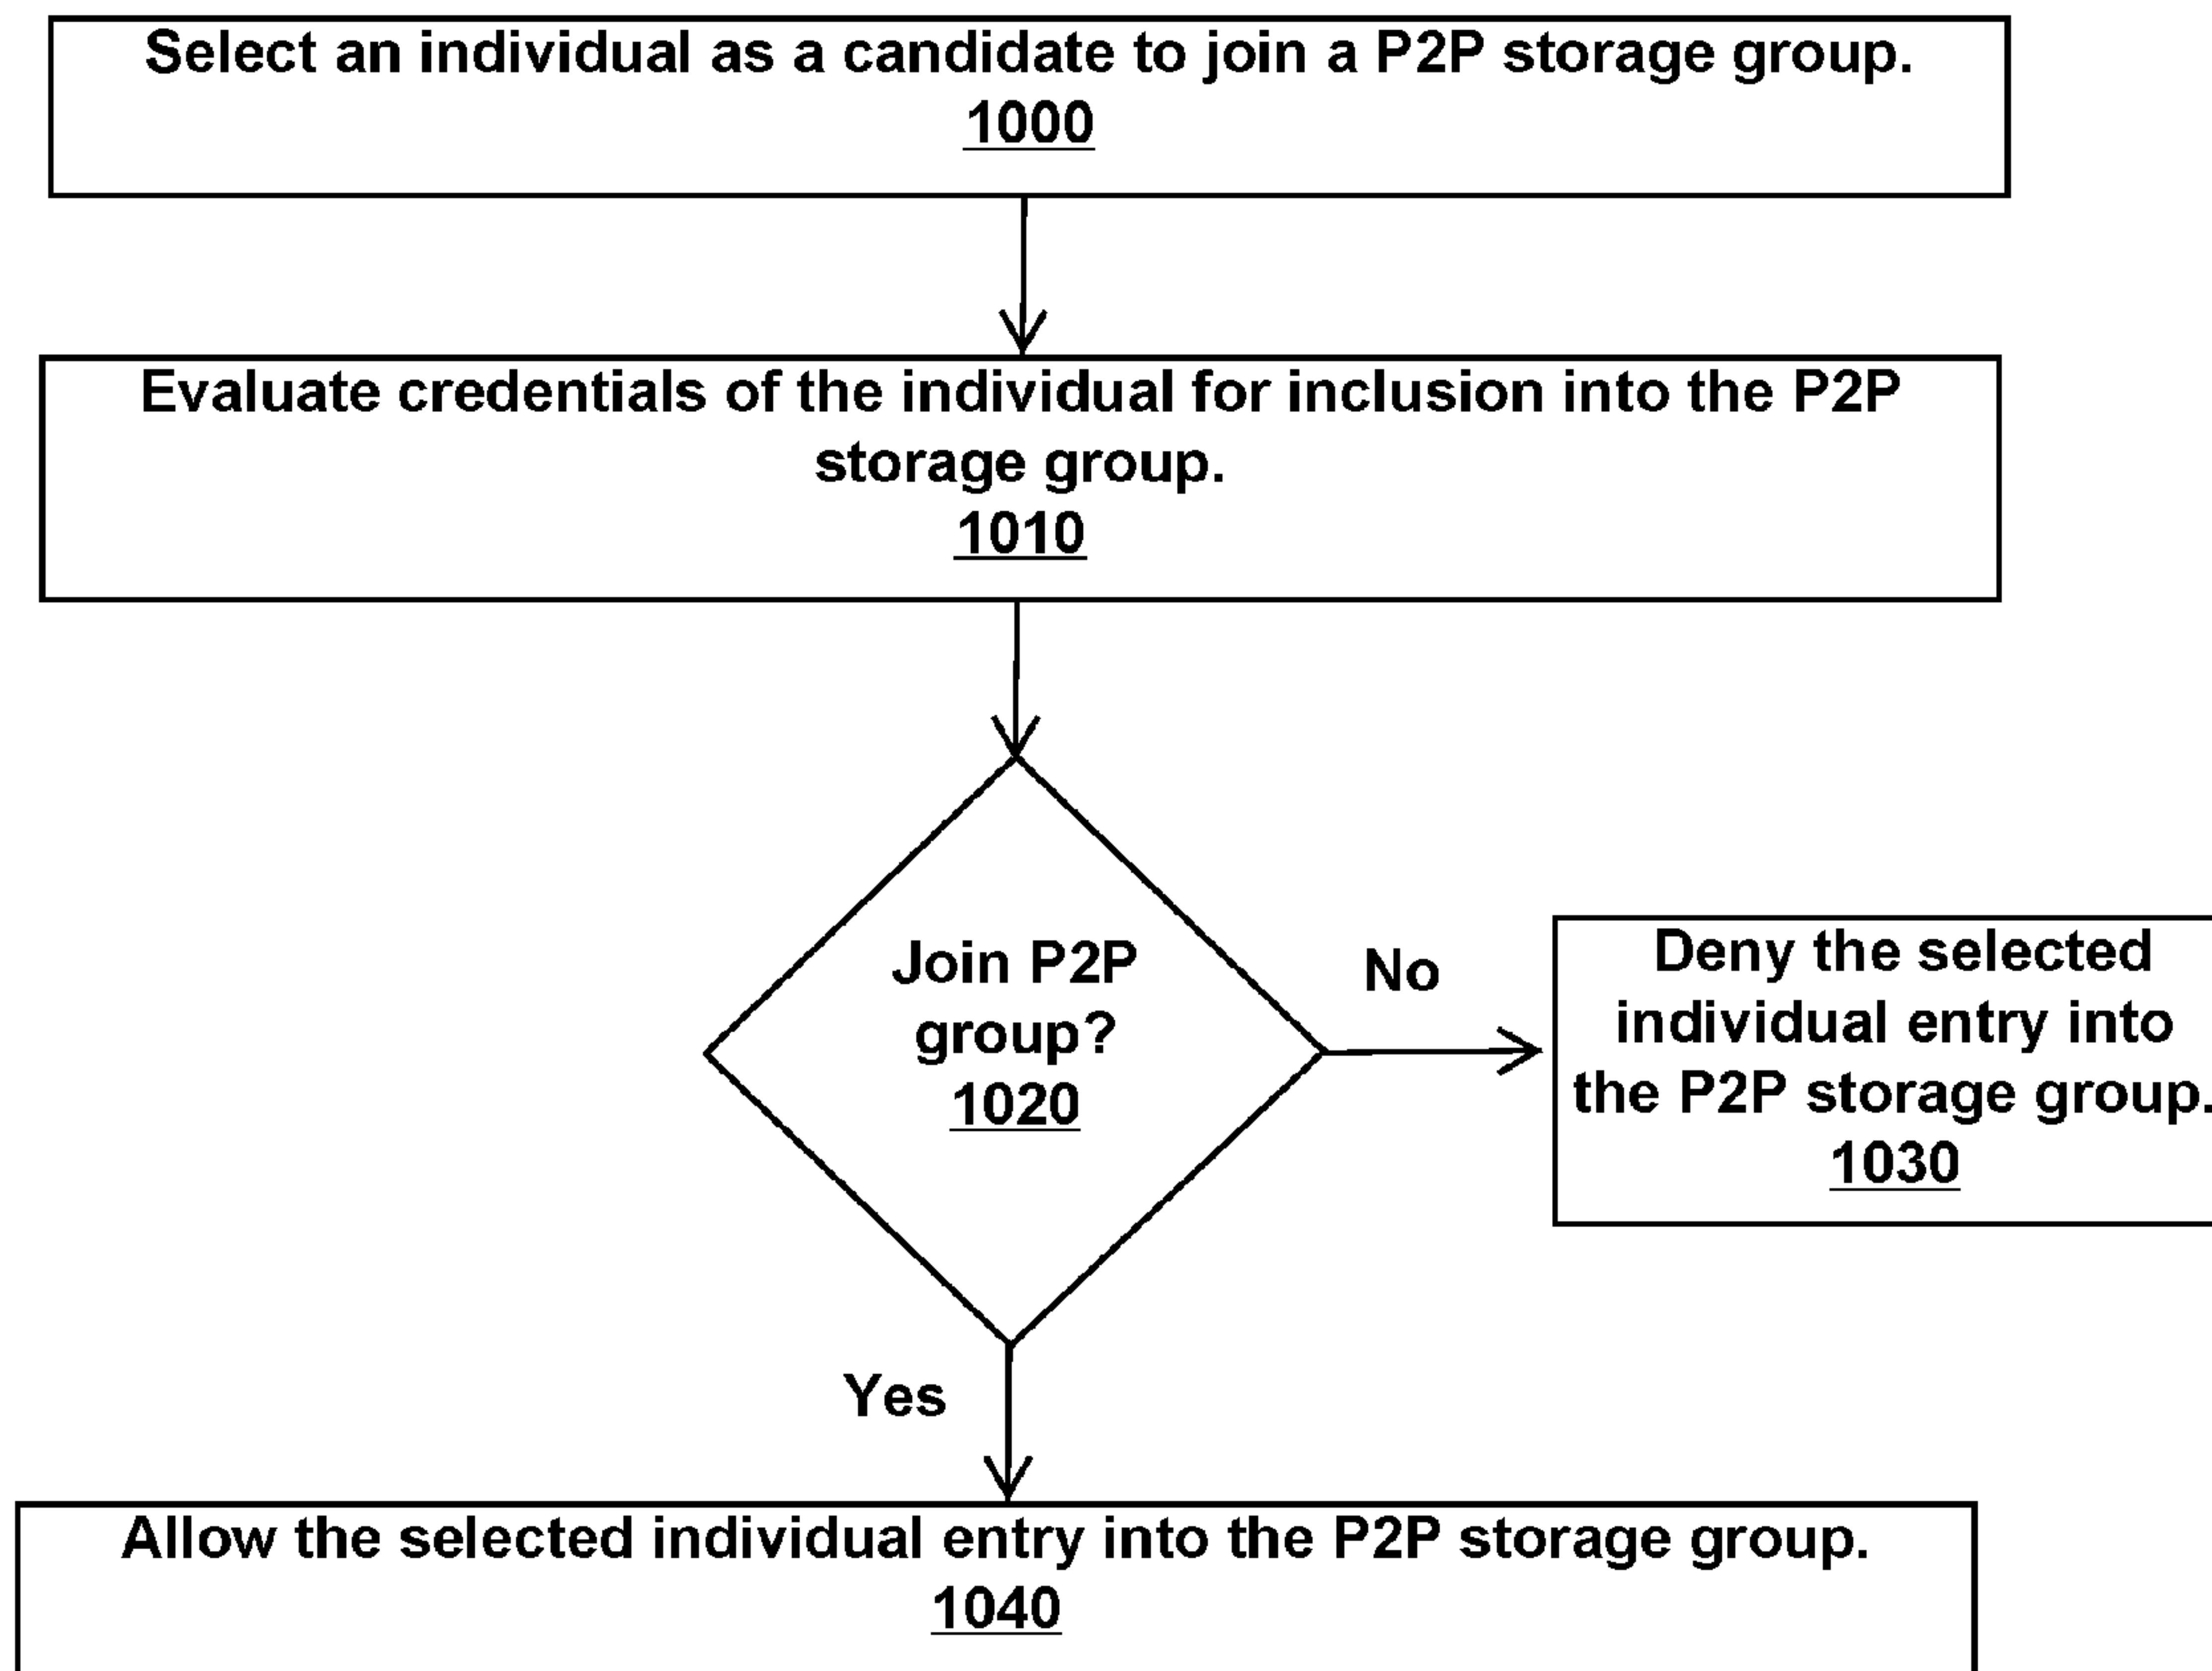 Select an individual as a candidate to join a P2P storage group.
1000
Evaluate credentials of the individual for inclusion into the P2P
storage group.
1010
Join P2P
group?
1020
No
Deny the selected
individual entry into
the P2P storage group.
1030
Yes
Allow the selected individual entry into the P2P storage group.
1040